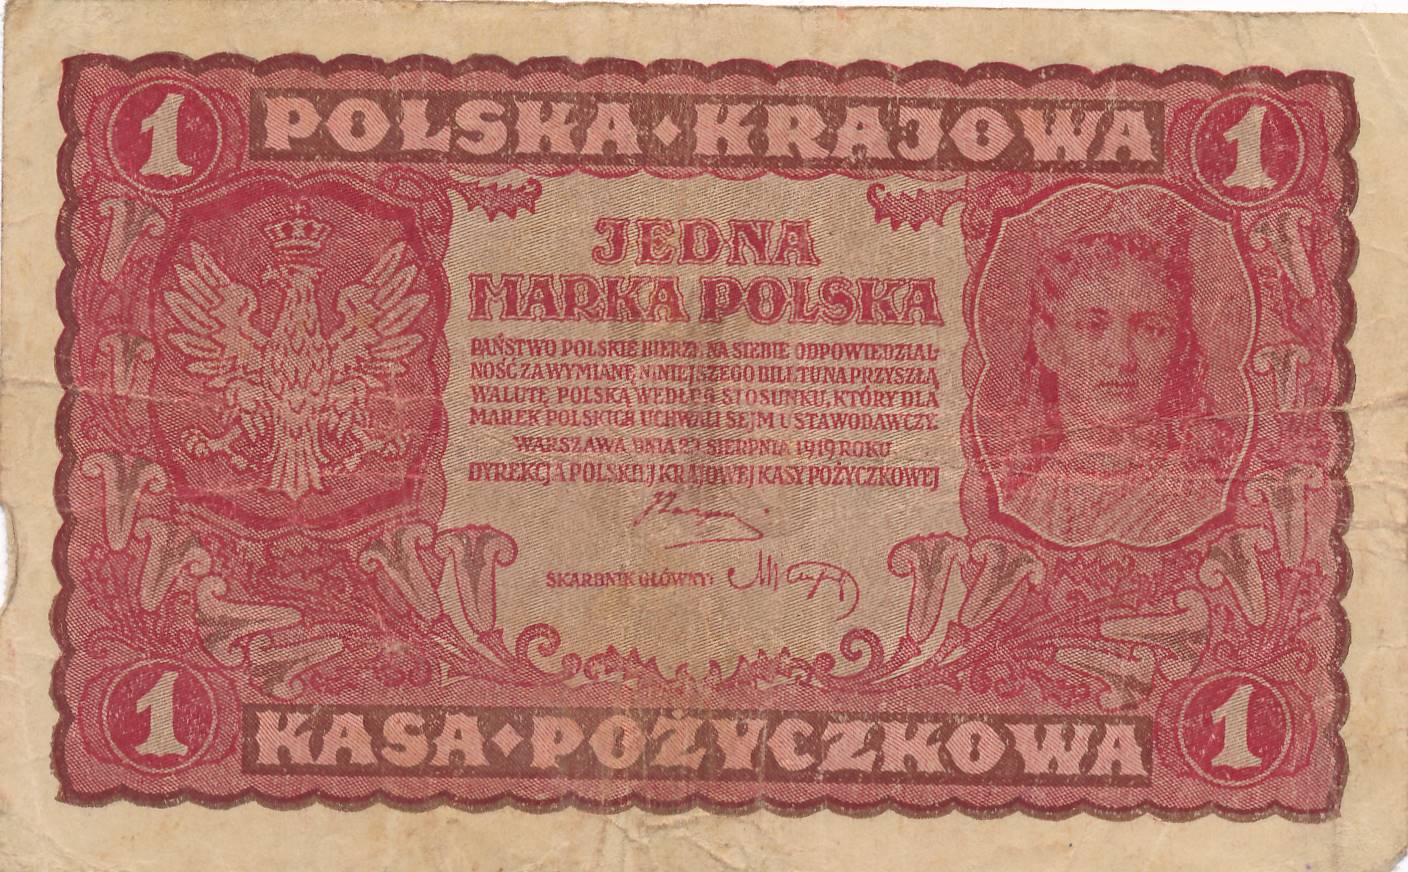 1 POLSKA ◆ KRAJOWA 1
JEDNA
MARKA POLSKA
PAŃSTWO POLSKIE BIERZE NA SIEBIE ODPOWIEDZIAL-
NOŚĆ ZA WYMIANĘ NINIEJSZEGO BILETU NA PRZYSZŁĄ
WALUTĘ POLSKĄ WEDŁUG STOSUNKU, KTÓRY DLA
MAREK POLSKICH UCHWALI SEJM USTAWODAWCZY.
WARSZAWA DNIA 23 SIERPNIA 1919 ROKU
DYREKCJA POLSKIEJ KRAJOWEJ KASY POŻYCZKOWEJ
SKARBNIK GŁÓWNY:
1 KASA ◆ POŻYCZKOWA 1